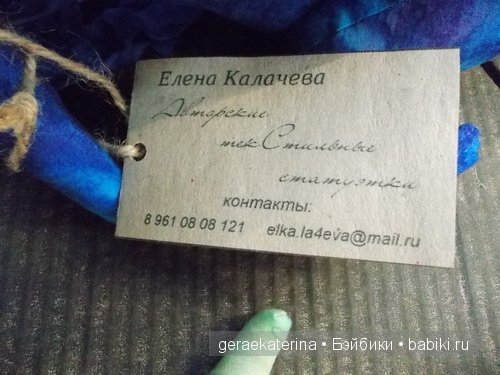 Елена Калачева
Авторские
текСтильные
статуэтки
контакты:
8 961 08 08 121 elka.la4eva@mail.ru
geraekaterina • Бэйбики • babiki.ru